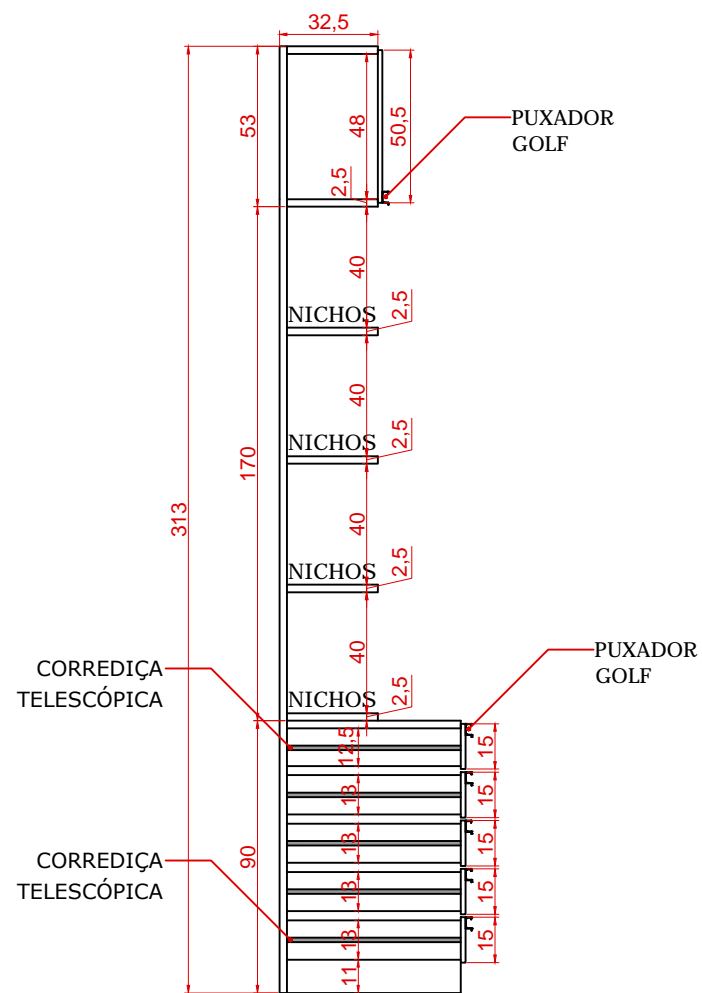 32,5
53
48
50,5
PUXADOR
GOLF
2,5
40
NICHOS
2,5
40
NICHOS
2,5
170
313
40
NICHOS
2,5
40
PUXADOR
GOLF
CORREDIÇA
TELESCÓPICA
NICHOS
2,5
12,5
15
13
15
13
15
90
CORREDIÇA
TELESCÓPICA
13
15
13
15
11